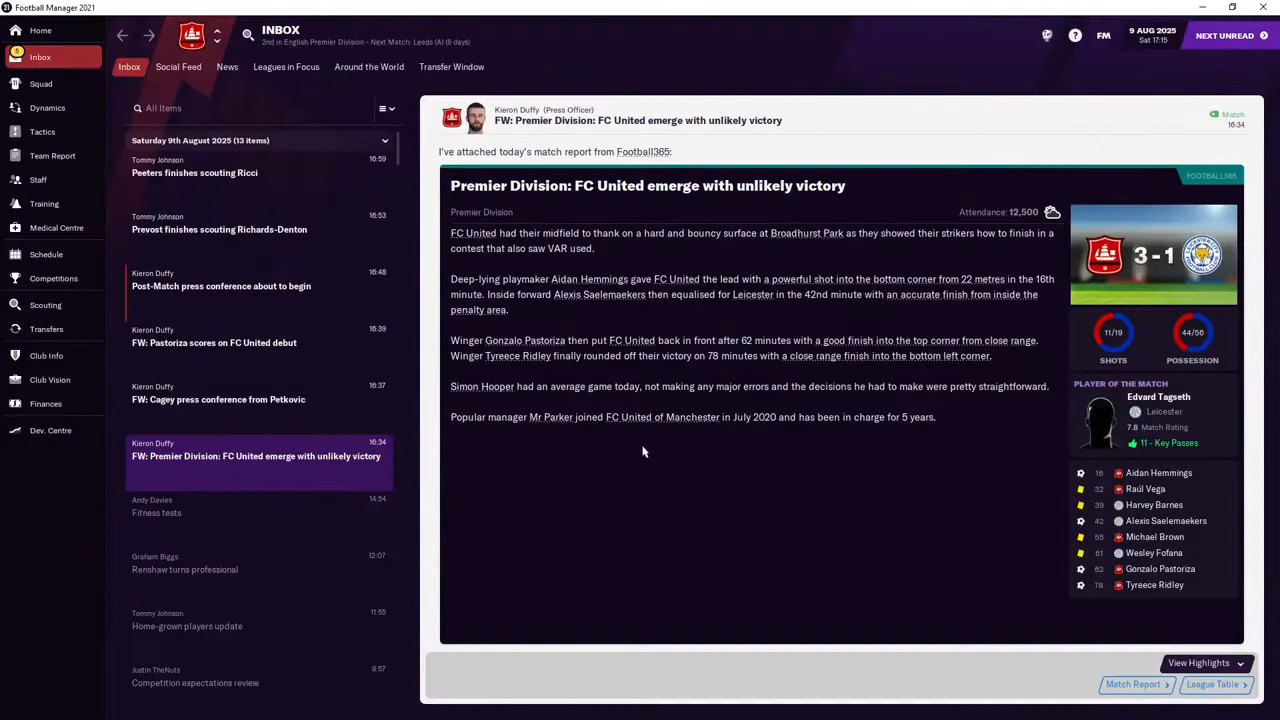 21 Football Manager 2021
Home
5
Inbox
Squad
Dynamics
Tactics
Team Report
Staff
Training
Medical Centre
Schedule
Competitions
Scouting
Transfers
Club Info
Club Vision
Finances
Dev. Centre
INBOX
2nd in English Premier Division - Next Match: Leeds (A) (8 days)
? FM
9 AUG 2025
Sat 17:15
NEXT UNREAD
Inbox Social Feed News Leagues in Focus Around the World Transfer Window
All Items
Saturday 9th August 2025 (13 items)
Tommy Johnson 16:59
Peeters finishes scouting Ricci
Tommy Johnson 16:53
Prevost finishes scouting Richards-Denton
Kieron Duffy 16:48
Post-Match press conference about to begin
Kieron Duffy 16:39
FW: Pastoriza scores on FC United debut
Kieron Duffy 16:37
FW: Cagey press conference from Petkovic
Kieron Duffy 16:34
FW: Premier Division: FC United emerge with unlikely victory
Andy Davies 14:54
Fitness tests
Graham Biggs 12:07
Renshaw turns professional
Tommy Johnson 11:55
Home-grown players update
Justin TheNuts 8:57
Competition expectations review
Kieron Duffy (Press Officer)
FW: Premier Division: FC United emerge with unlikely victory
Match
16:34
I've attached today's match report from Football365:
FOOTBALL365
Premier Division: FC United emerge with unlikely victory
Premier Division Attendance: 12,500
FC United had their midfield to thank on a hard and bouncy surface at Broadhurst Park as they showed their strikers how to finish in a
contest that also saw VAR used.
Deep-lying playmaker Aidan Hemmings gave FC United the lead with a powerful shot into the bottom corner from 22 metres in the 16th
minute. Inside forward Alexis Saelemaekers then equalised for Leicester in the 42nd minute with an accurate finish from inside the
penalty area.
Winger Gonzalo Pastoriza then put FC United back in front after 62 minutes with a good finish into the top corner from close range.
Winger Tyreece Ridley finally rounded off their victory on 78 minutes with a close range finish into the bottom left corner.
Simon Hooper had an average game today, not making any major errors and the decisions he had to make were pretty straightforward.
Popular manager Mr Parker joined FC United of Manchester in July 2020 and has been in charge for 5 years.
3 - 1
11/19 44/56
SHOTS POSSESSION
PLAYER OF THE MATCH
Edvard Tagseth
Leicester
7.8 Match Rating
11 - Key Passes
16 Aidan Hemmings
32 Raúl Vega
39 Harvey Barnes
42 Alexis Saelemaekers
55 Michael Brown
61 Wesley Fofana
62 Gonzalo Pastoriza
78 Tyreece Ridley
View Highlights
Match Report League Table